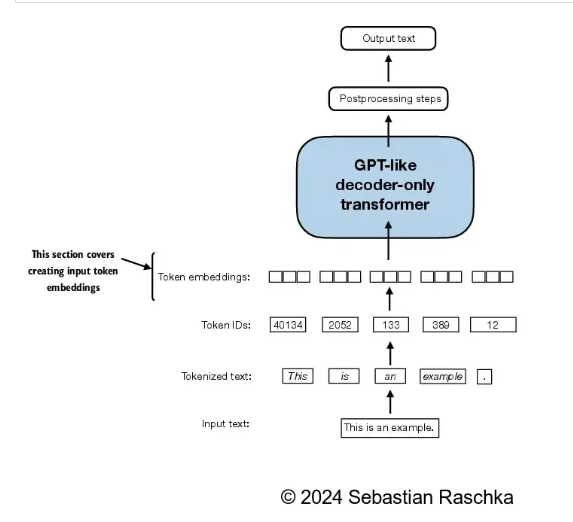 Output text
Postprocessing steps
GPT-like
decoder-only
transformer
This section covers
creating input token
embeddings
Token embeddings:
Token IDs: 40134 2052 133 389 12
Tokenized text: This is an example .
Input text: This is an example.
© 2024 Sebastian Raschka